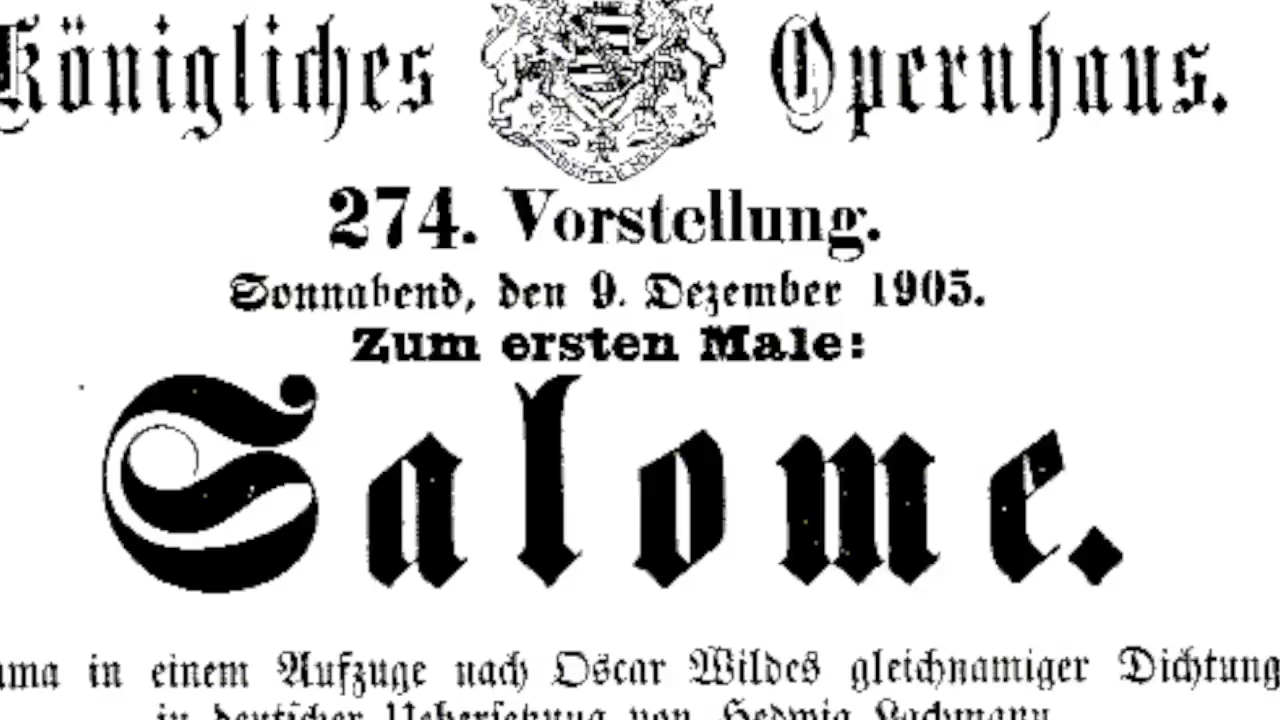 Königliches Opernhaus.
274. Vorstellung.
Sonnabend, den 9. Dezember 1905.
Zum ersten Male:
Salome.
in einem Aufzuge nach Oscar Wildes gleichnamiger Dichtung
in deutscher Uebersetzung von Hedwig Lachmann